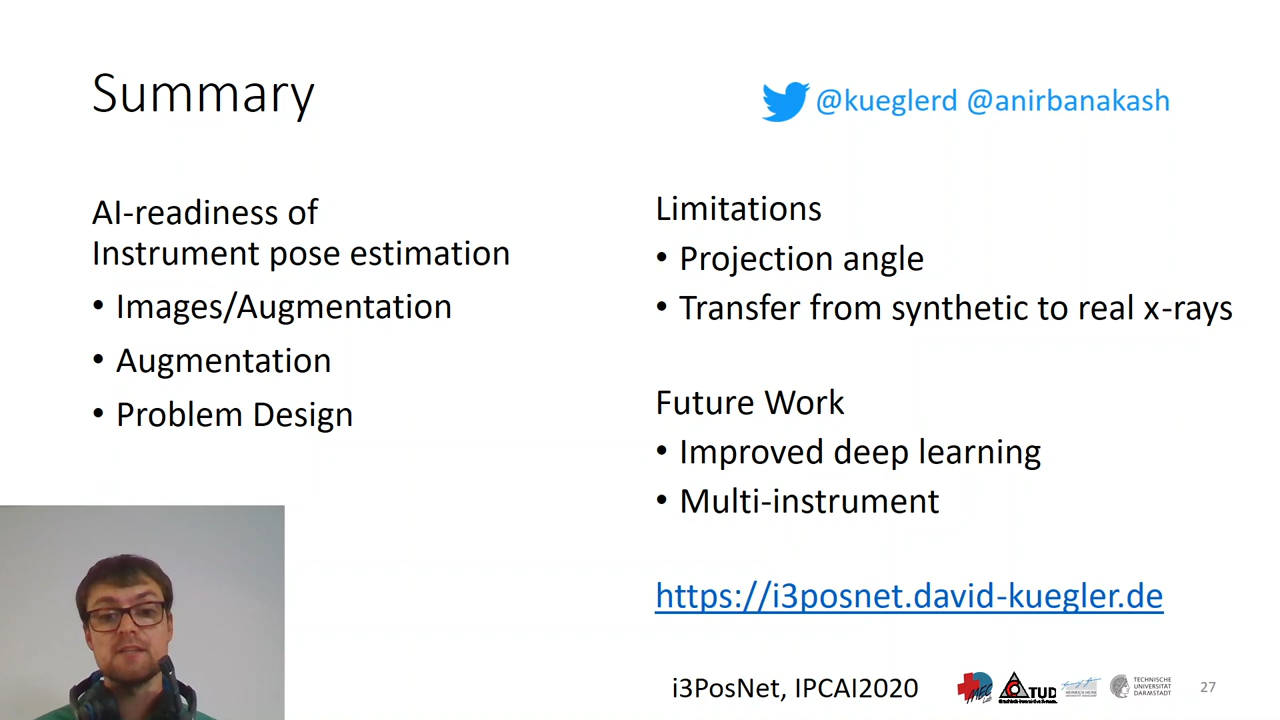 Summary
@kueglerd @anirbanakash
AI-readiness of
Instrument pose estimation
• Images/Augmentation
• Augmentation
• Problem Design
Limitations
• Projection angle
• Transfer from synthetic to real x-rays
Future Work
• Improved deep learning
• Multi-instrument
https://i3posnet.david-kuegler.de
i3PosNet, IPCAI2020
MEC
TUD
TECHNISCHE
UNIVERSITÄT
DARMSTADT
27